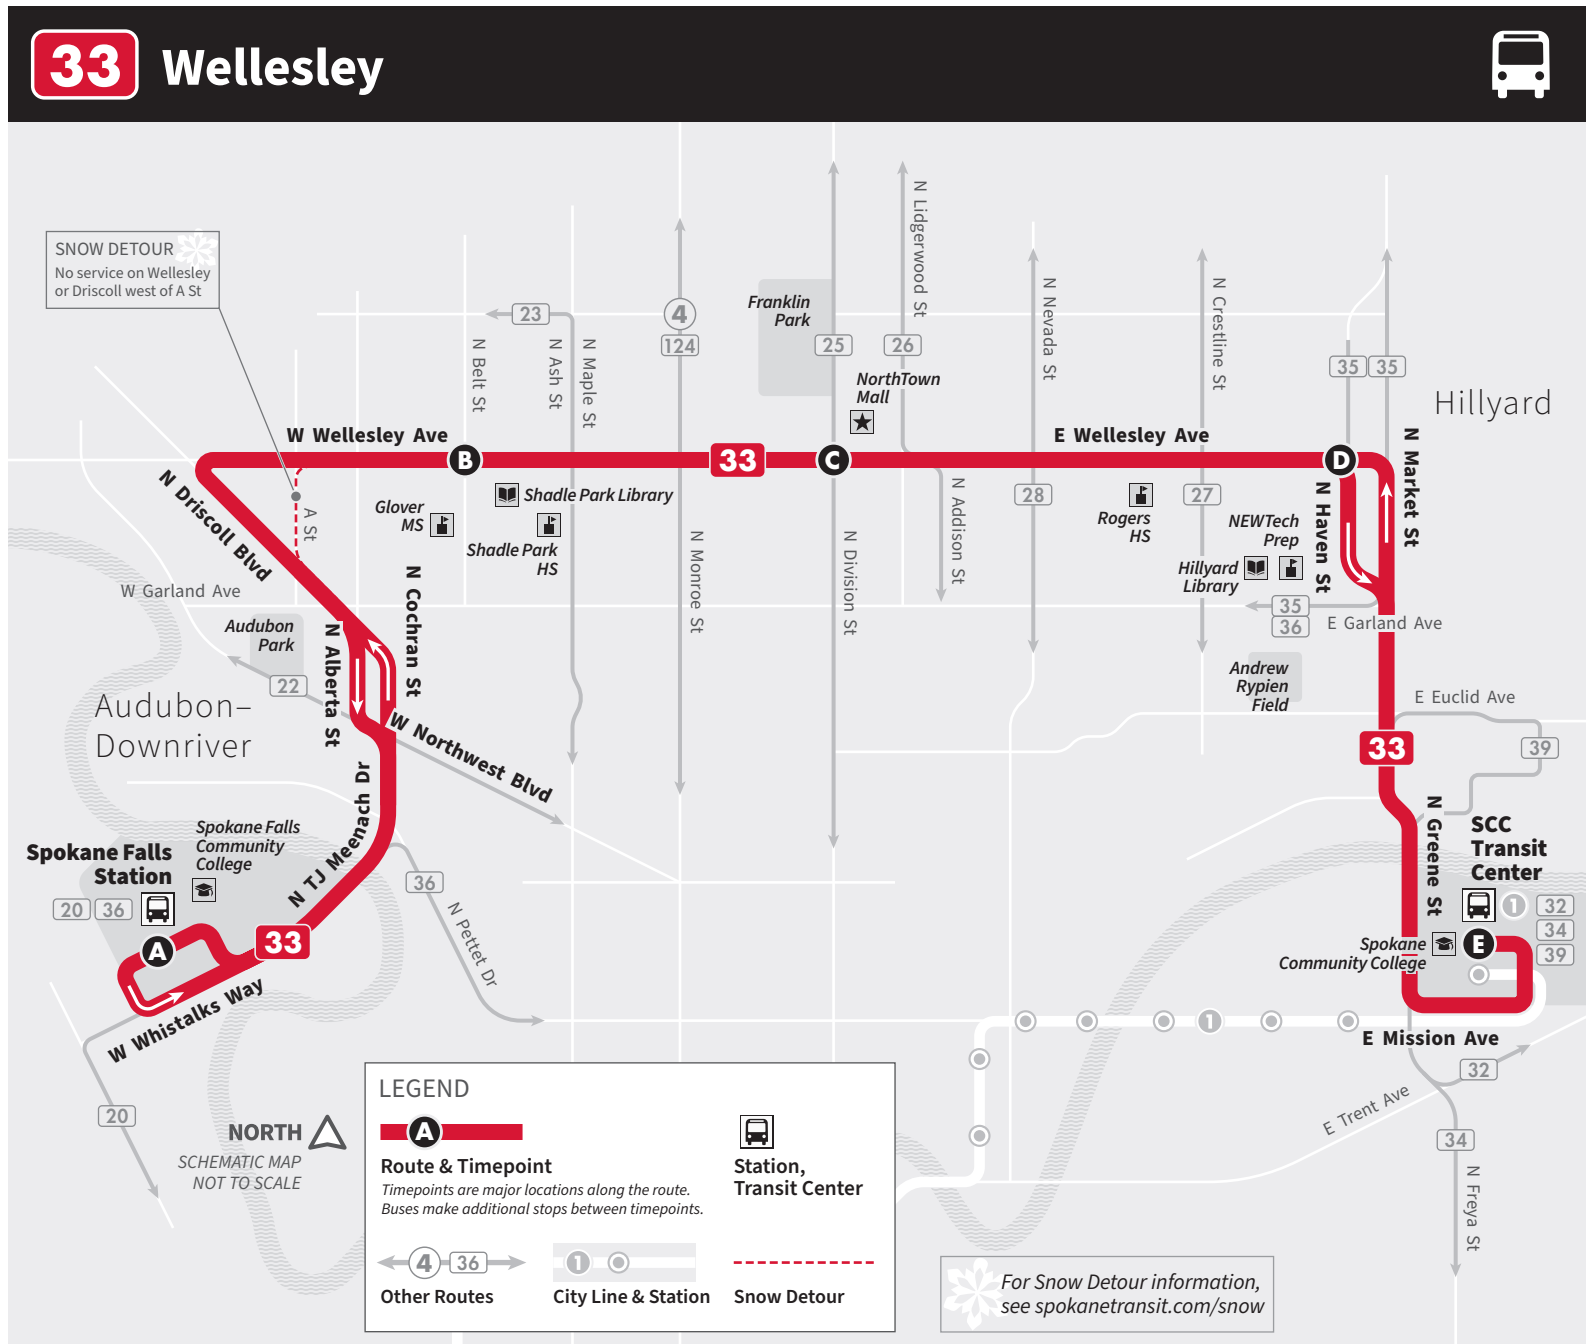 33 Wellesley
SNOW DETOUR
No service on Wellesley
or Driscoll west of A St
23
4
124
25
26
35
35
N Belt St
N Ash St
N Maple St
N Lidgerwood St
N Nevada St
N Crestline St
Franklin
Park
NorthTown
Mall
Hillyard
W Wellesley Ave
E Wellesley Ave
B
33
C
D
N Market St
N Driscoll Blvd
A St
Glover
MS
Shadle Park Library
Shadle Park
HS
N Monroe St
N Division St
N Addison St
28
27
Rogers
HS
NEWTech
Prep
Hillyard
Library
N Haven St
W Garland Ave
35
36
E Garland Ave
Audubon
Park
22
N Alberta St
N Cochran St
W Northwest Blvd
Audubon–
Downriver
Andrew
Rypien
Field
E Euclid Ave
33
39
N TJ Meenach Dr
Spokane Falls
Community
College
Spokane Falls
Station
20
36
A
33
36
N Pettet Dr
W Whistalks Way
20
N Greene St
SCC
Transit
Center
1
32
34
39
E
Spokane
Community College
1
E Mission Ave
32
E Trent Ave
34
N Freya St
NORTH
SCHEMATIC MAP
NOT TO SCALE
LEGEND
A
Route & Timepoint
Timepoints are major locations along the route.
Buses make additional stops between timepoints.
Station,
Transit Center
4
36
Other Routes
1
City Line & Station
Snow Detour
For Snow Detour information,
see spokanetransit.com/snow